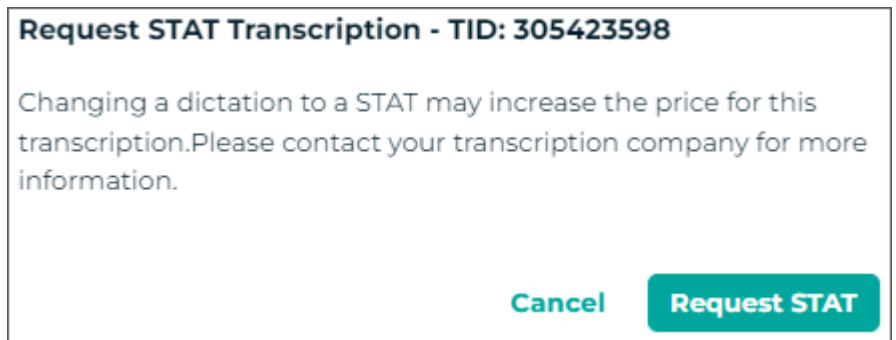 Request STAT Transcription - TID: 305423598
Changing a dictation to a STAT may increase the price for this
transcription.Please contact your transcription company for more
information.
Cancel Request STAT